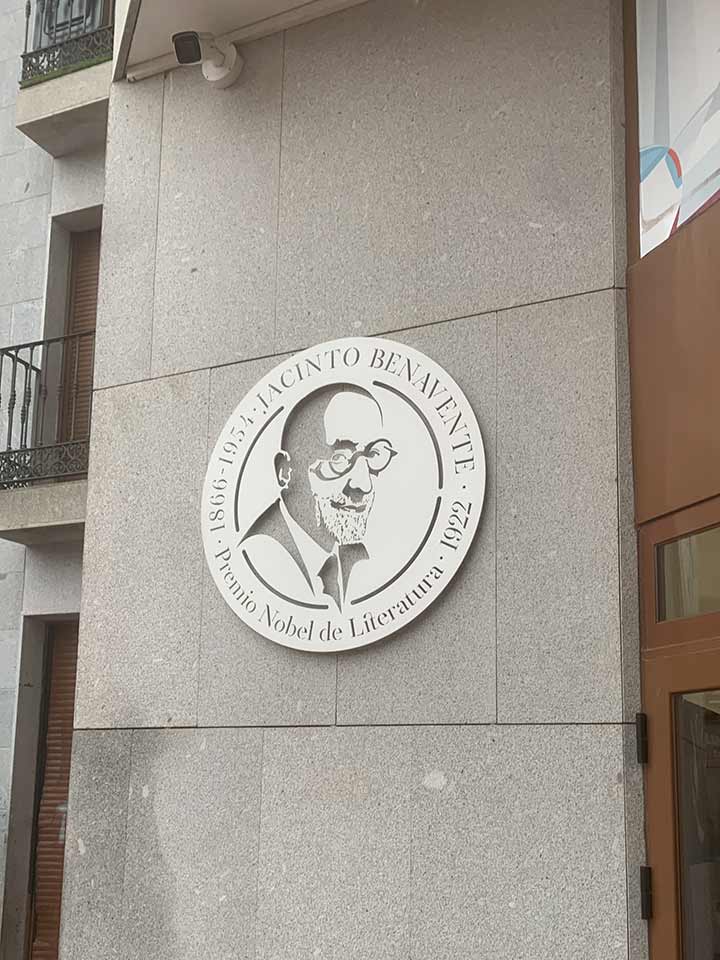 1866-1954·JACINTO BENAVENTE·
·Premio Nobel de Literatura·1922